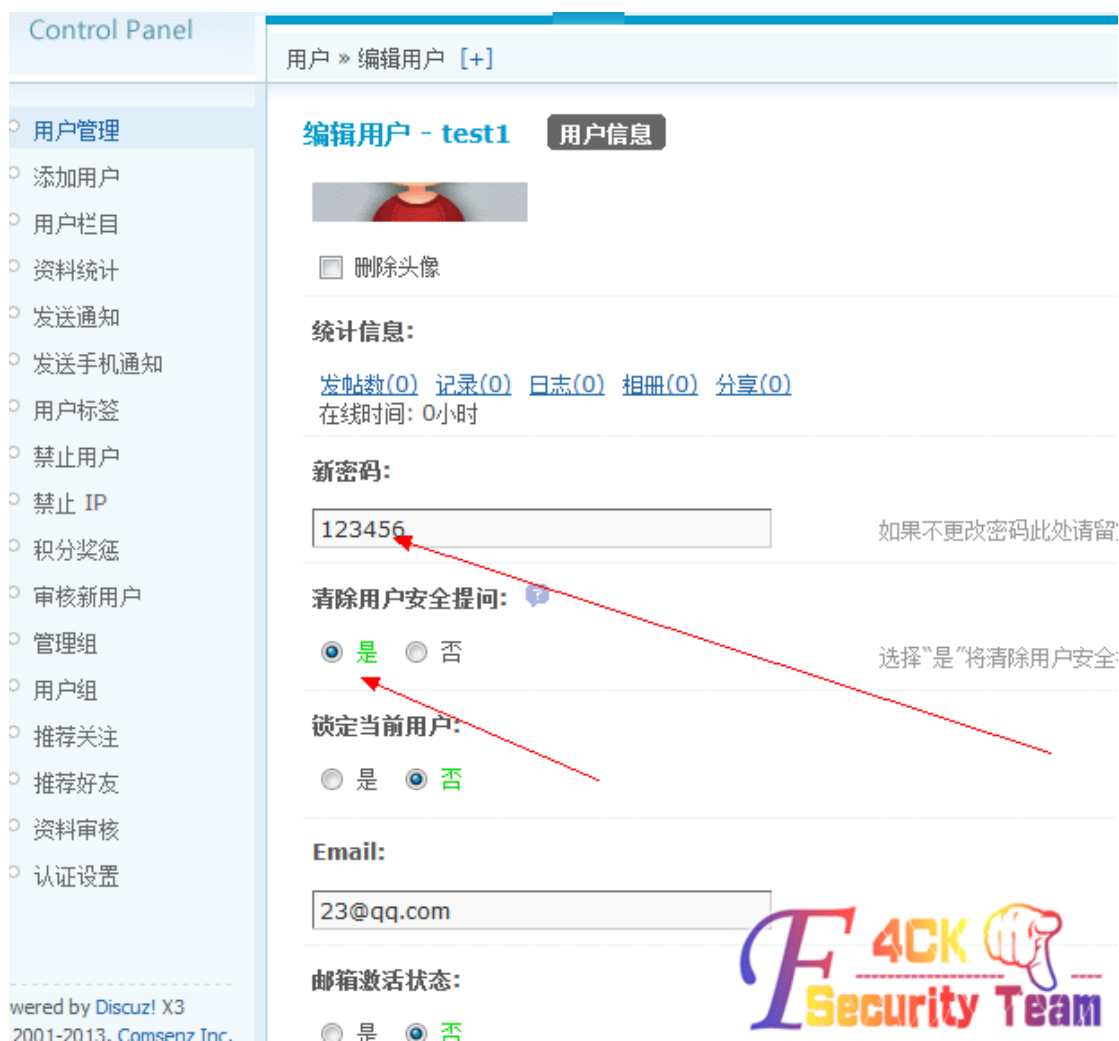 Control Panel
用户 » 编辑用户 [+]
用户管理
添加用户
用户栏目
资料统计
发送通知
发送手机通知
用户标签
禁止用户
禁止 IP
积分奖惩
审核新用户
管理组
用户组
推荐关注
推荐好友
资料审核
认证设置
wered by Discuz! X3
2001-2013, Comsenz Inc.
编辑用户 - test1 用户信息
删除头像
统计信息:
发帖数(0) 记录(0) 日志(0) 相册(0) 分享(0)
在线时间: 0小时
新密码:
123456
如果不更改密码此处请留
清除用户安全提问:
是 否
选择"是"将清除用户安全
锁定当前用户:
是 否
Email:
23@qq.com
邮箱激活状态:
是 否
F4CK
Security Team